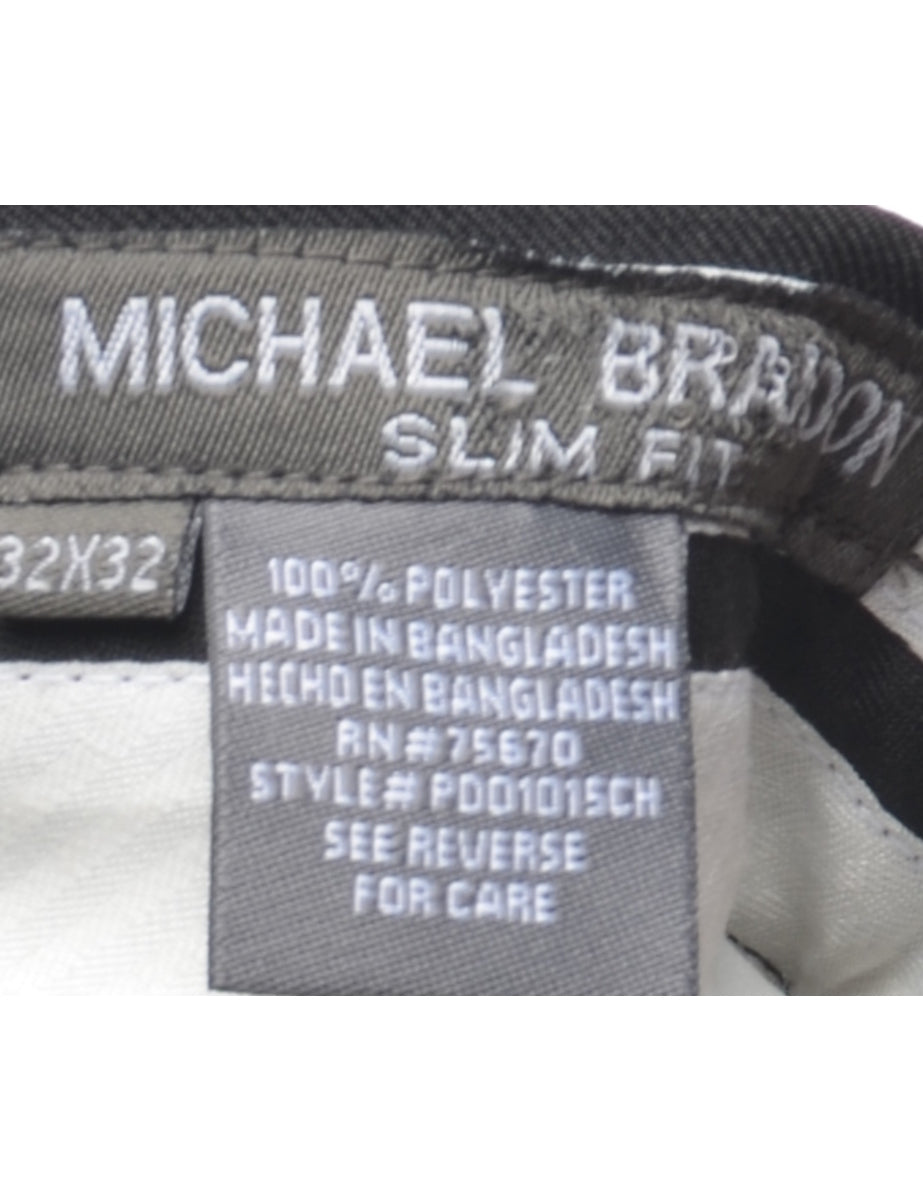 MICHAEL BRANDON
SLIM FIT
32X32
100% POLYESTER
MADE IN BANGLADESH
HECHO EN BANGLADESH
RN#75670
STYLE# PD01015CH
SEE REVERSE
FOR CARE